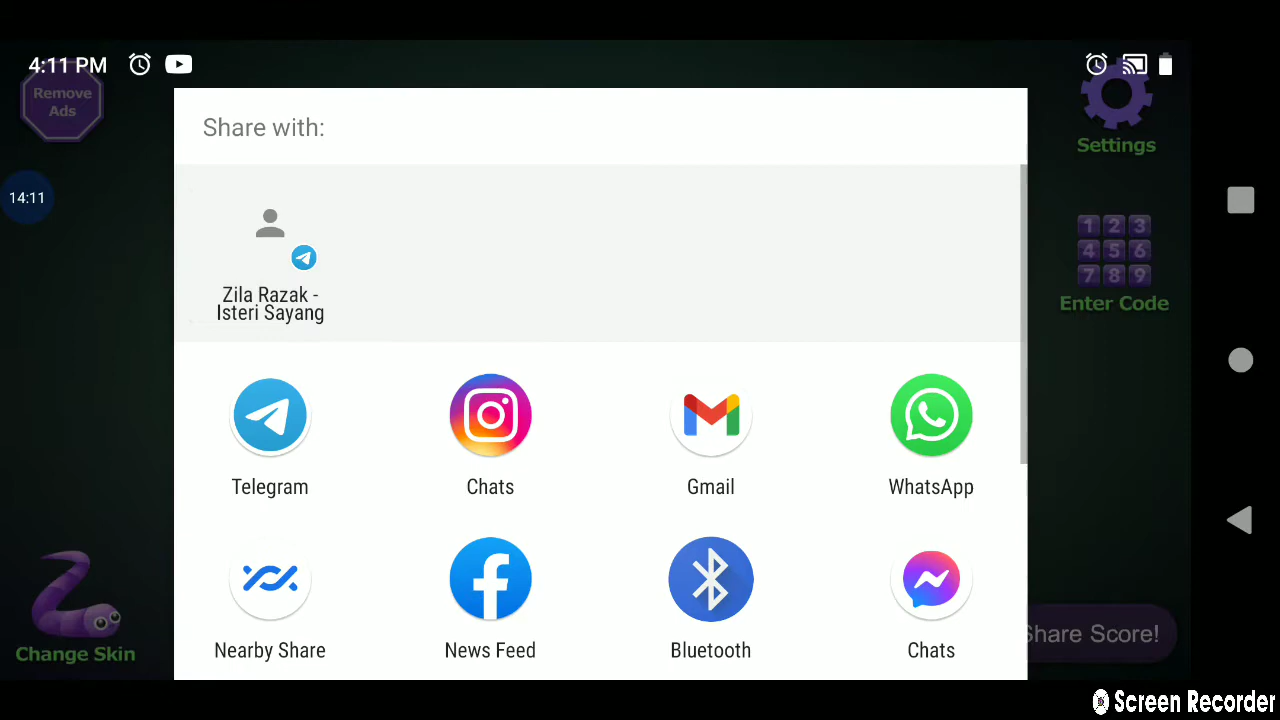 4:11 PM
Remove
Ads
14:11
Share with:
Zila Razak -
Isteri Sayang
Telegram
Chats
Gmail
WhatsApp
Nearby Share
News Feed
Bluetooth
Chats
Settings
1 2 3
4 5 6
7 8 9
Enter Code
Change Skin
Share Score!
Screen Recorder